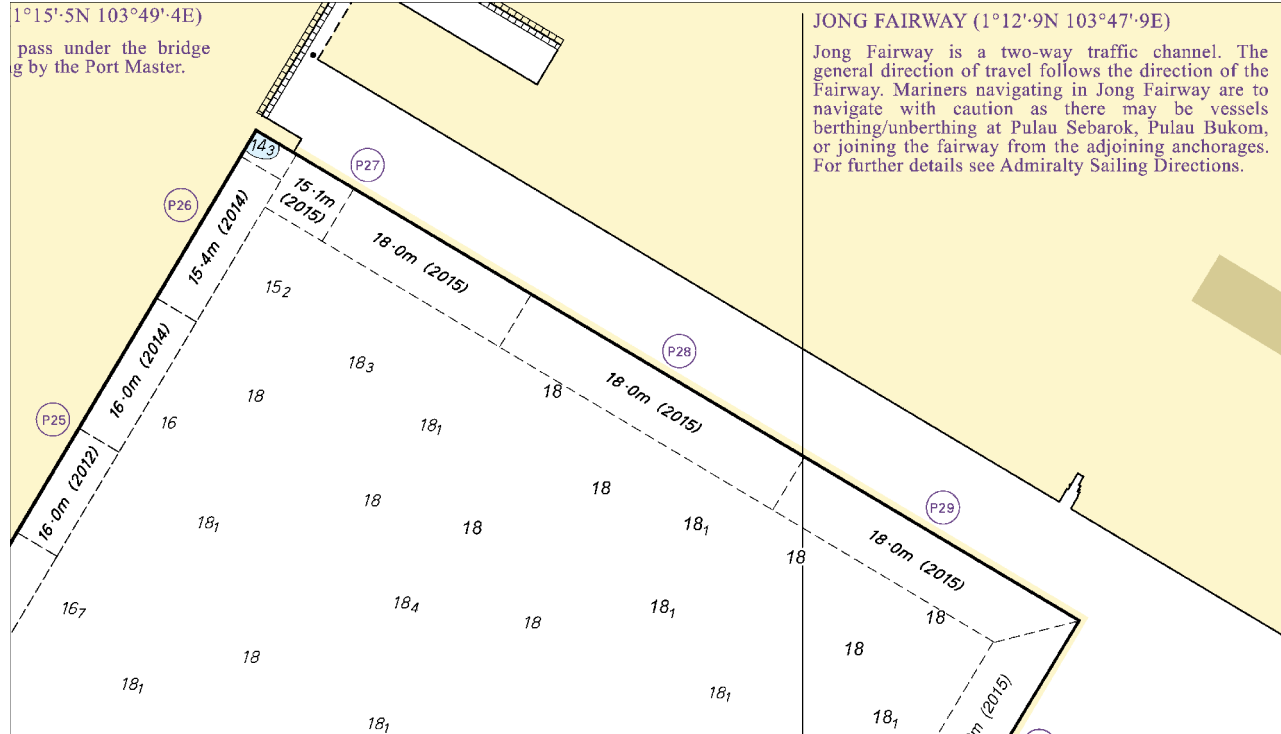 1°15'·5N 103°49'·4E)
pass under the bridge
by the Port Master.
JONG FAIRWAY (1°12'·9N 103°47'·9E)
Jong Fairway is a two-way traffic channel. The
general direction of travel follows the direction of the
Fairway. Mariners navigating in Jong Fairway are to
navigate with caution as there may be vessels
berthing/unberthing at Pulau Sebarok, Pulau Bukom,
or joining the fairway from the adjoining anchorages.
For further details see Admiralty Sailing Directions.
14₃
P27
15·1m
(2015)
P26
15·4m (2014)
18·0m (2015)
15₂
16·0m (2014)
P28
18₃
18·0m (2015)
18
18
P25
16
18₁
16·0m (2012)
18
18
P29
18₁
18
18₁
18
18·0m (2015)
16₇
18₄
18
18₁
18
18
18
18₁
18₁
(2015)
18₁
18₁